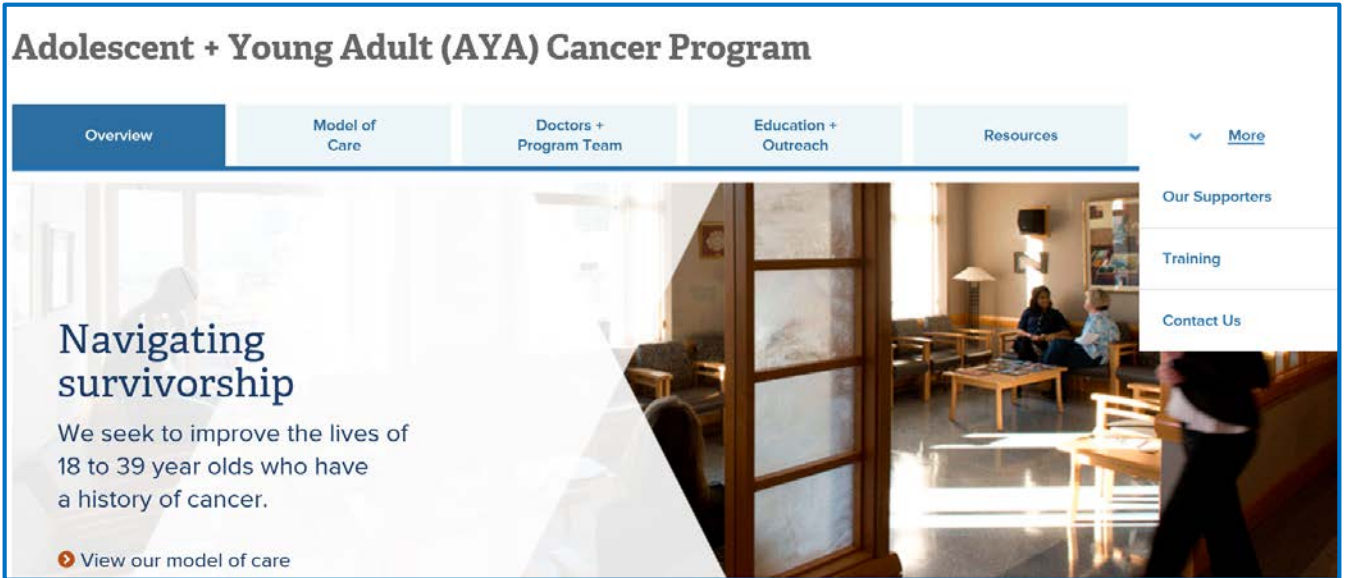 Adolescent + Young Adult (AYA) Cancer Program
Overview
Model of
Care
Doctors +
Program Team
Education +
Outreach
Resources
More
Our Supporters
Training
Contact Us
Navigating
survivorship
We seek to improve the lives of
18 to 39 year olds who have
a history of cancer.
View our model of care